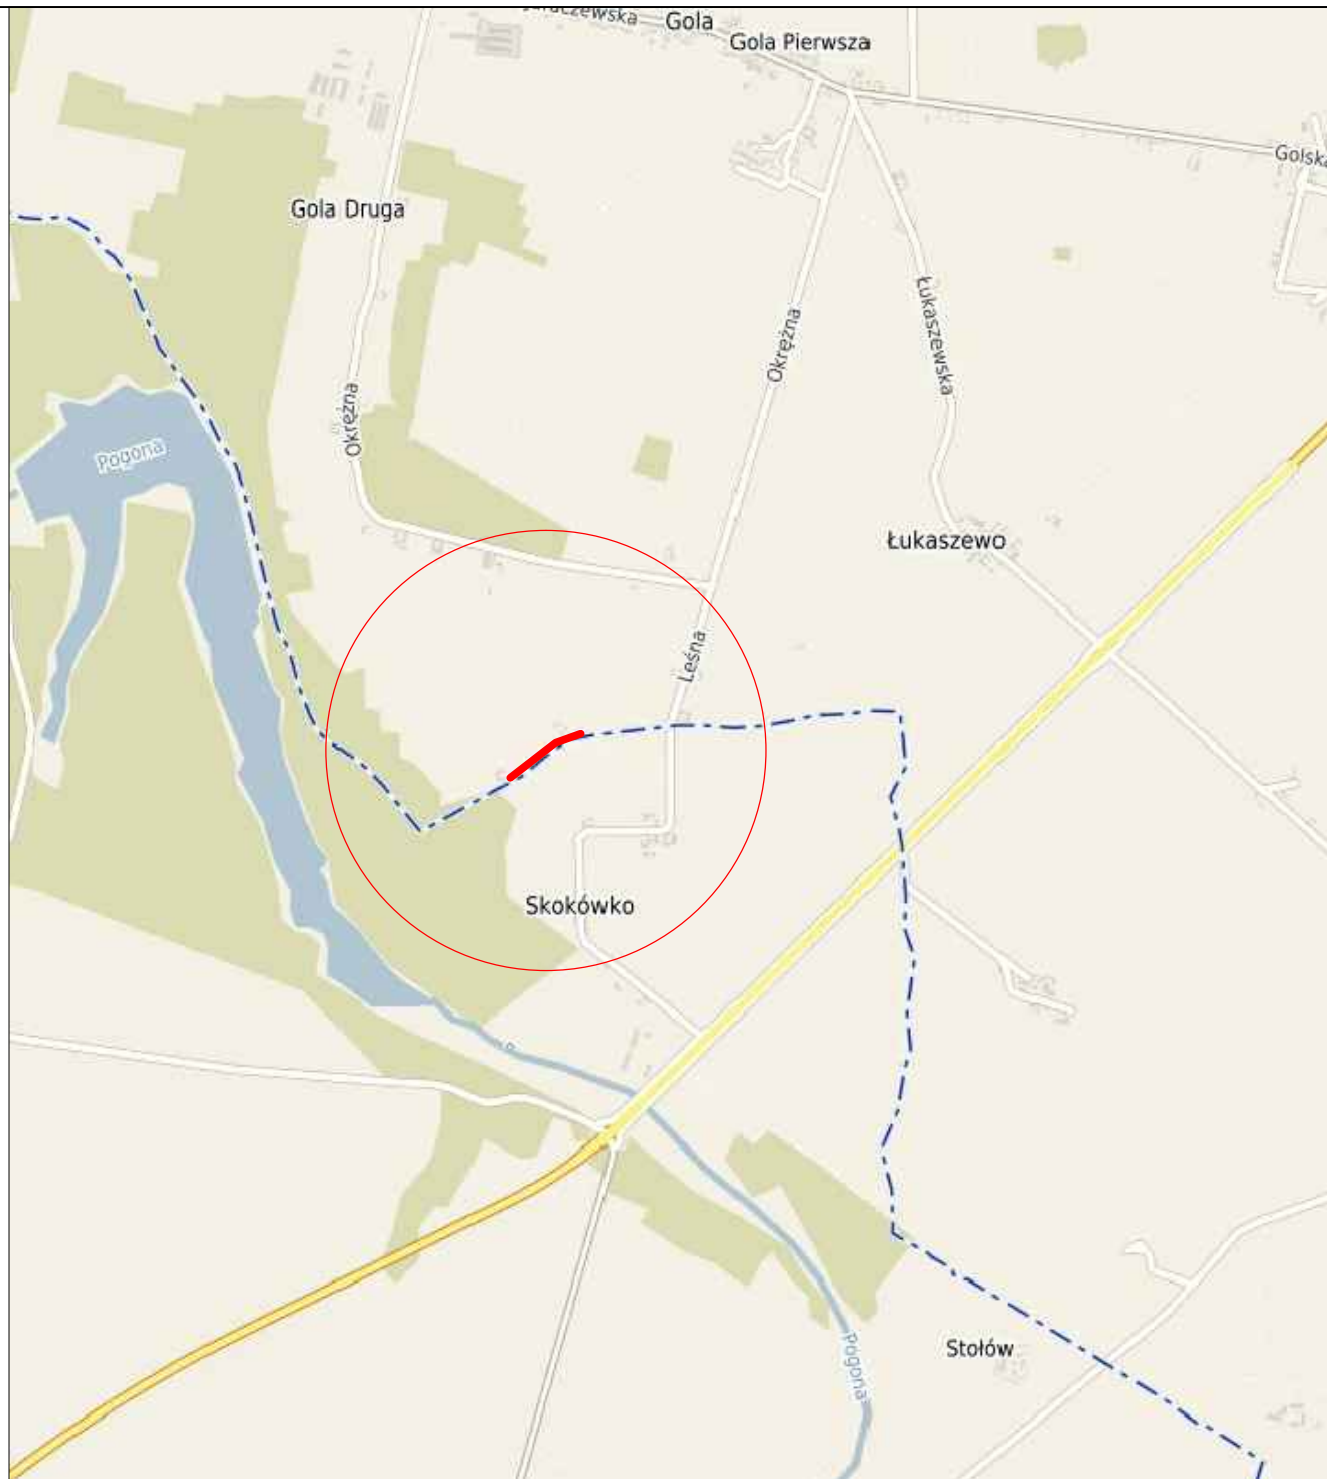 Gola
Gola Pierwsza
Golska
Gola Druga
Łukaszewska
Okrężna
Okrężna
Pogona
Łukaszewo
Leśna
Skokówko
Stołów
Pogona